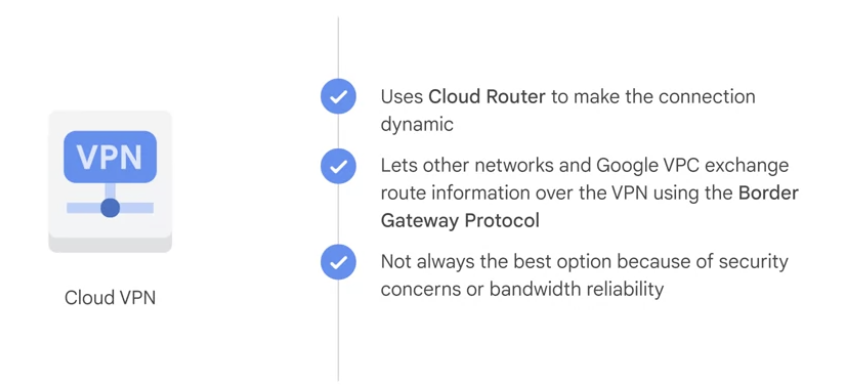 VPN
Cloud VPN
Uses Cloud Router to make the connection
dynamic
Lets other networks and Google VPC exchange
route information over the VPN using the Border
Gateway Protocol
Not always the best option because of security
concerns or bandwidth reliability